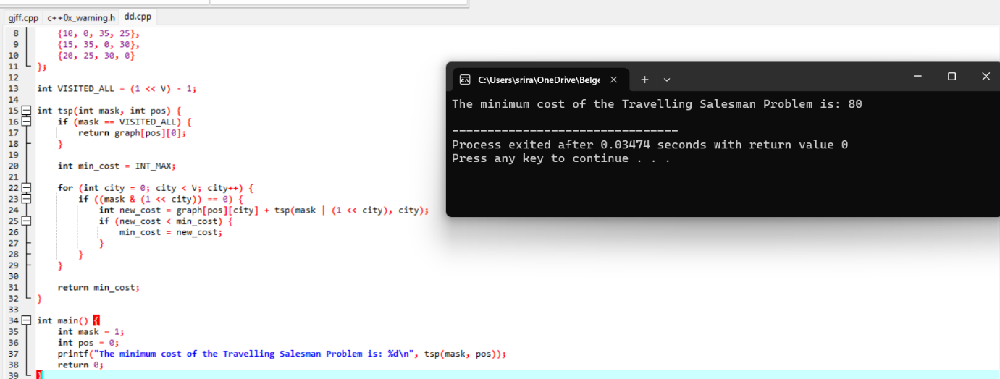 gjff.cpp c++0x_warning.h dd.cpp
8 {10, 0, 35, 25},
9 {15, 35, 0, 30},
10 {20, 25, 30, 0}
11 };
12
13 int VISITED_ALL = (1 << V) - 1;
14
15 int tsp(int mask, int pos) {
16 if (mask == VISITED_ALL) {
17 return graph[pos][0];
18 }
19
20 int min_cost = INT_MAX;
21
22 for (int city = 0; city < V; city++) {
23 if ((mask & (1 << city)) == 0) {
24 int new_cost = graph[pos][city] + tsp(mask | (1 << city), city);
25 if (new_cost < min_cost) {
26 min_cost = new_cost;
27 }
28 }
29 }
30
31 return min_cost;
32 }
33
34 int main() {
35 int mask = 1;
36 int pos = 0;
37 printf("The minimum cost of the Travelling Salesman Problem is: %d\n", tsp(mask, pos));
38 return 0;
39 }
C:\Users\srira\OneDrive\Belge
The minimum cost of the Travelling Salesman Problem is: 80
--------------------------------
Process exited after 0.03474 seconds with return value 0
Press any key to continue . . .